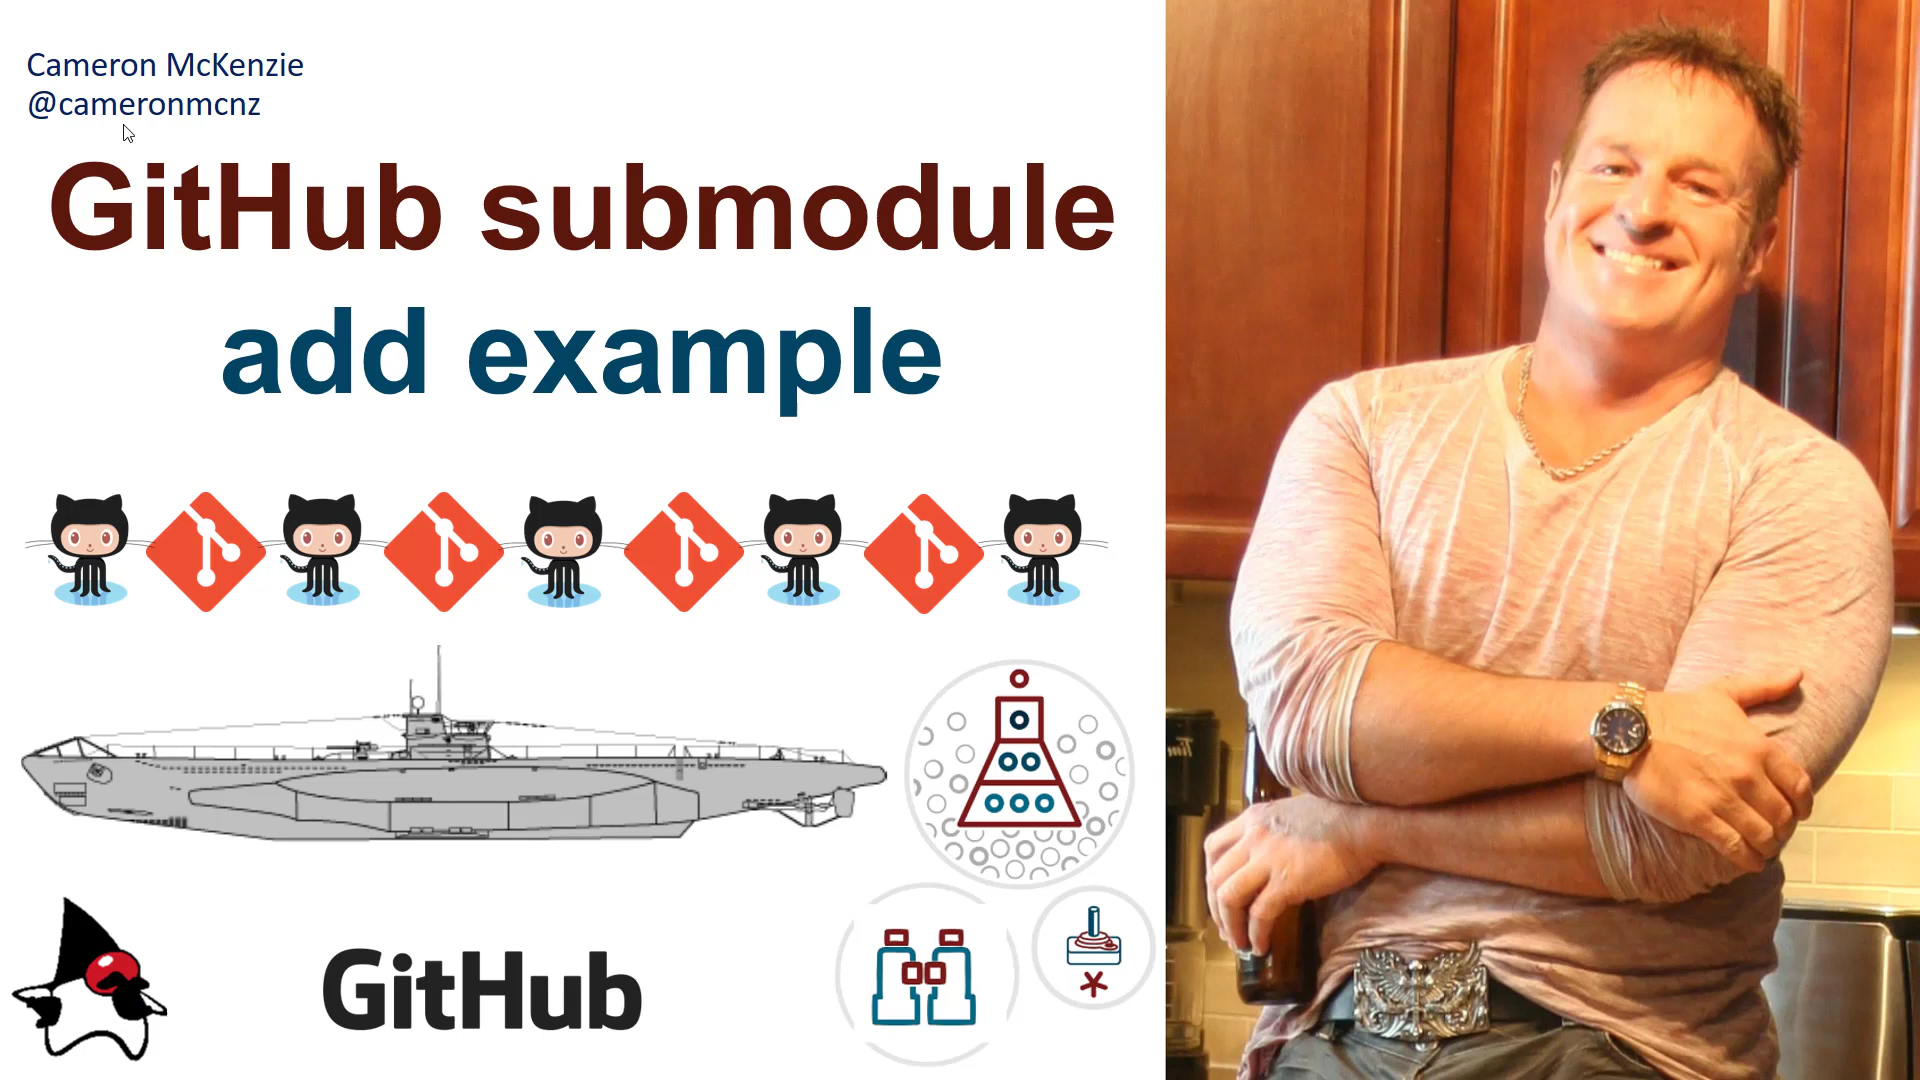 Cameron McKenzie
@cameronmcnz
GitHub submodule
add example
GitHub